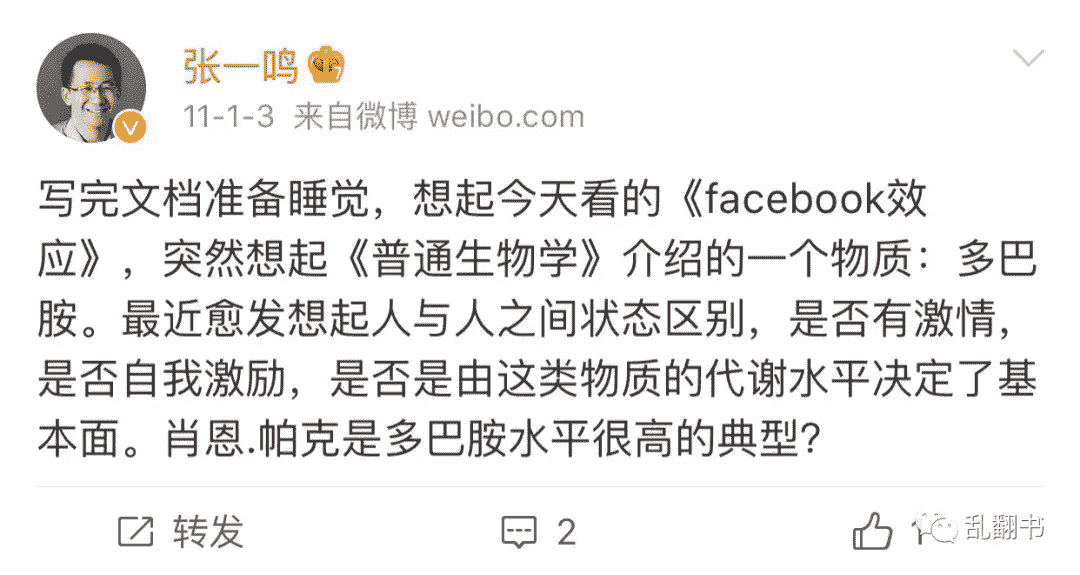 张一鸣
11-1-3 来自微博 weibo.com
写完文档准备睡觉，想起今天看的《facebook效
应》，突然想起《普通生物学》介绍的一个物质：多巴
胺。最近愈发想起人与人之间状态区别，是否有激情，
是否自我激励，是否是由这类物质的代谢水平决定了基
本面。肖恩.帕克是多巴胺水平很高的典型？
转发 2
乱翻书